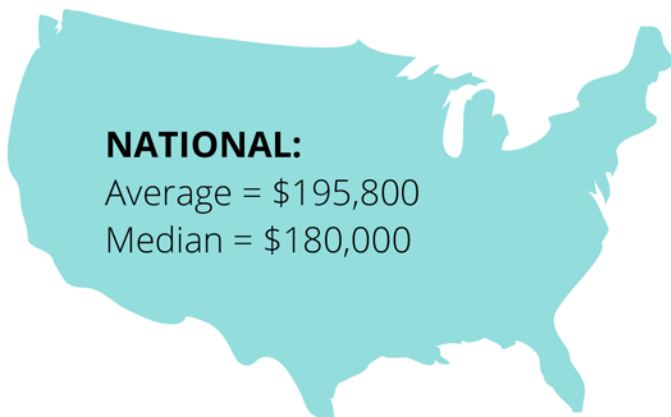 NATIONAL:
Average = $195,800
Median = $180,000